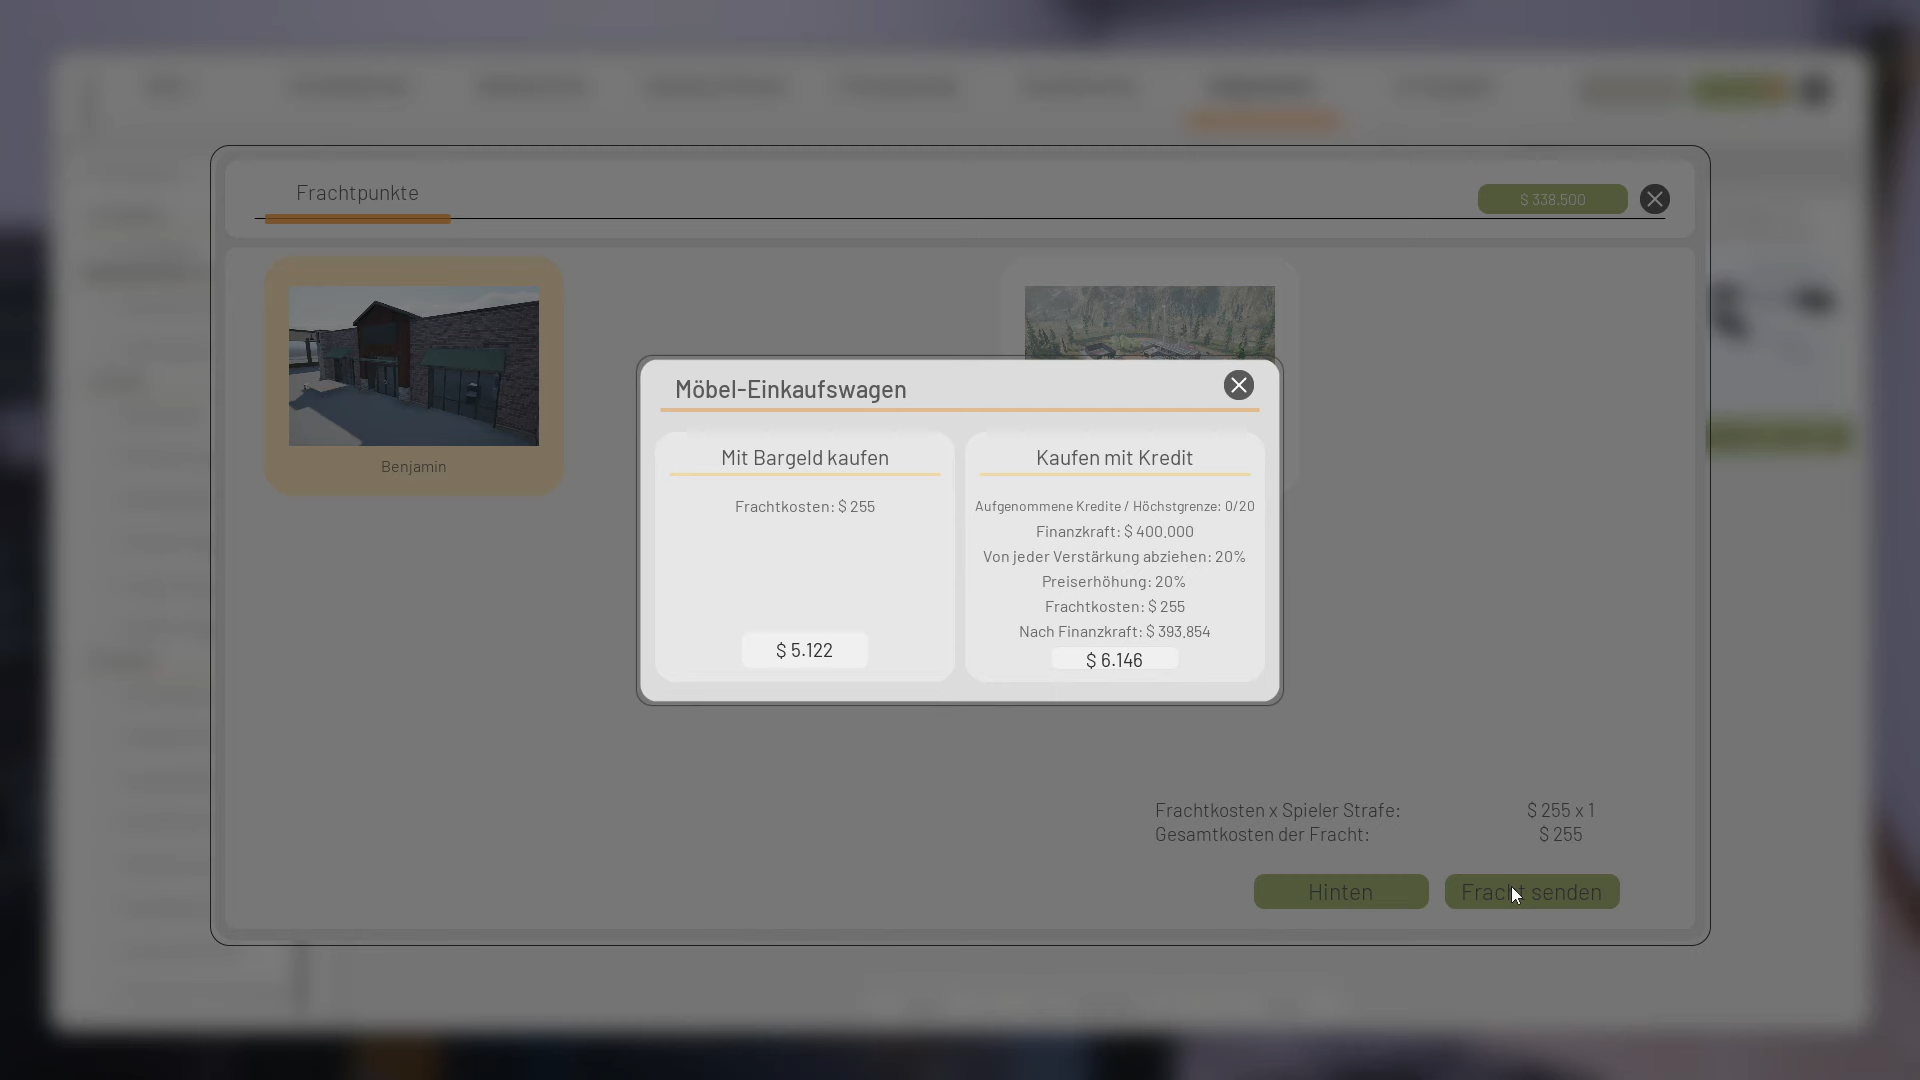 Frachtpunkte
$ 338.500
Benjamin
Möbel-Einkaufswagen
Mit Bargeld kaufen
Frachtkosten: $ 255
$ 5.122
Kaufen mit Kredit
Aufgenommene Kredite / Höchstgrenze: 0/20
Finanzkraft: $ 400.000
Von jeder Verstärkung abziehen: 20%
Preiserhöhung: 20%
Frachtkosten: $ 255
Nach Finanzkraft: $ 393.854
$ 6.146
Frachtkosten x Spieler Strafe: $ 255 x 1
Gesamtkosten der Fracht: $ 255
Hinten
Fracht senden